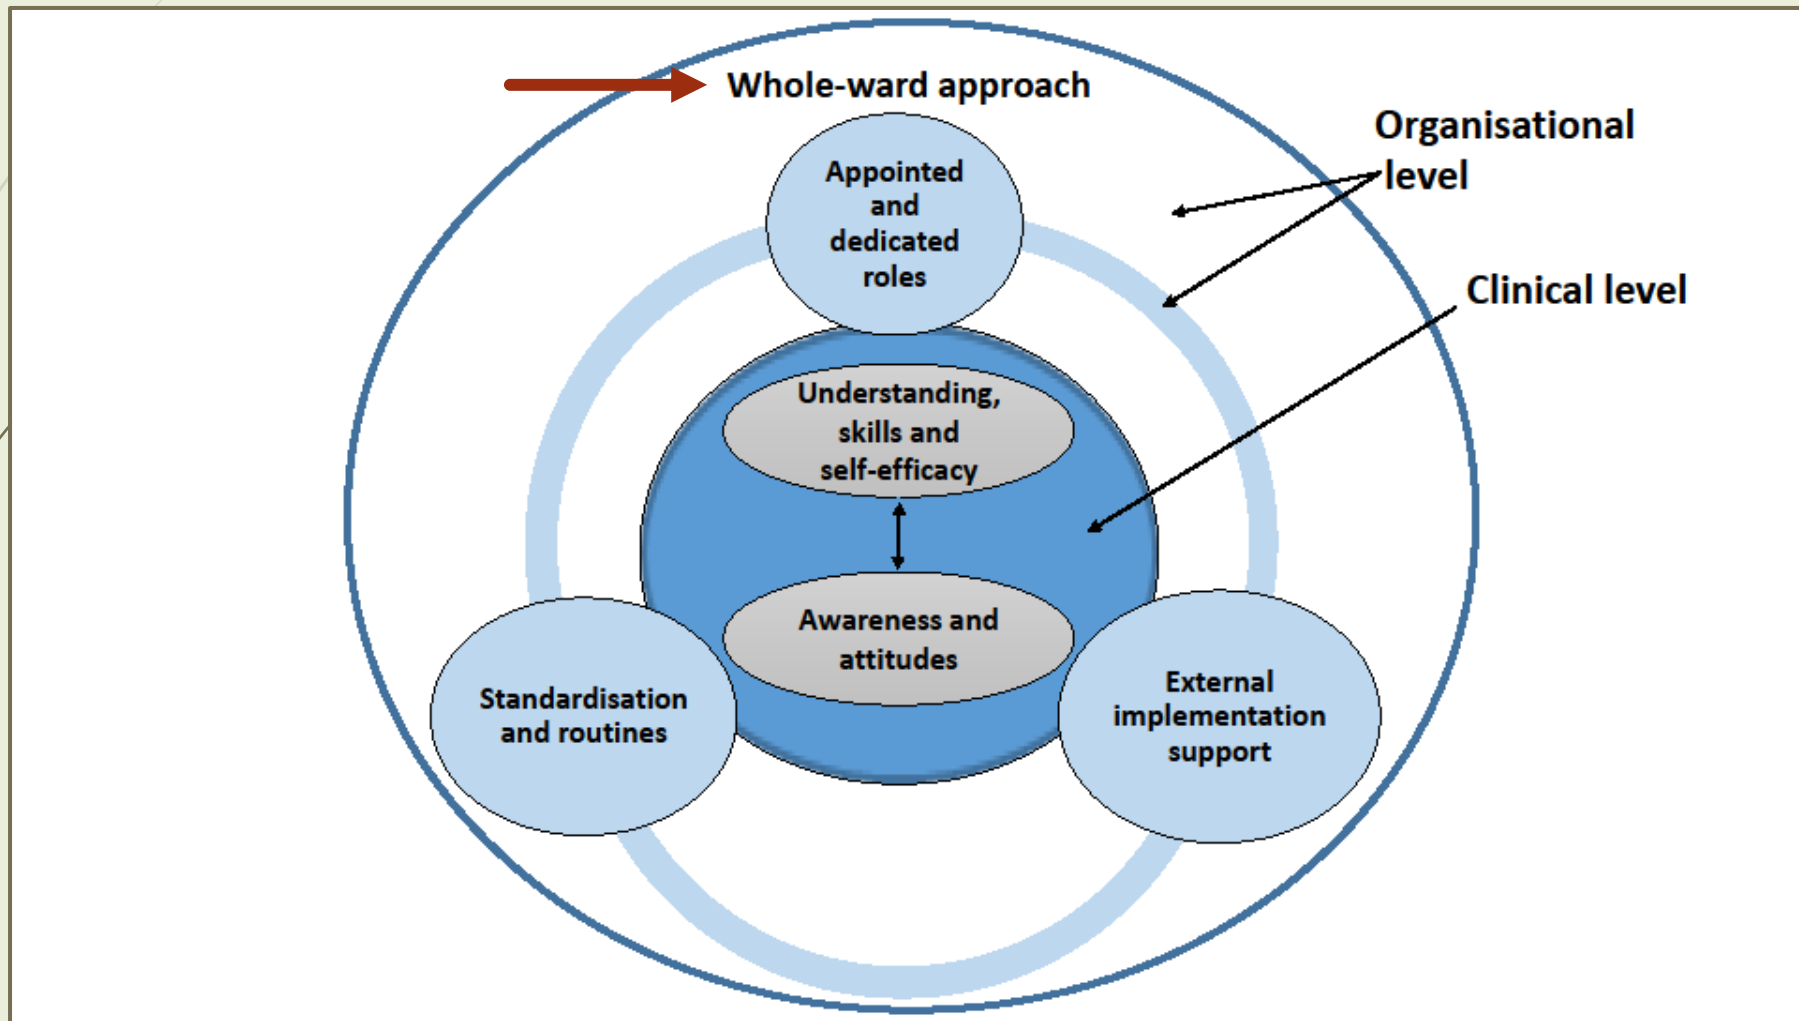 Whole-ward approach
Organisational
level
Appointed
and
dedicated
roles
Clinical level
Understanding,
skills and
self-efficacy
Awareness and
attitudes
Standardisation
and routines
External
implementation
support